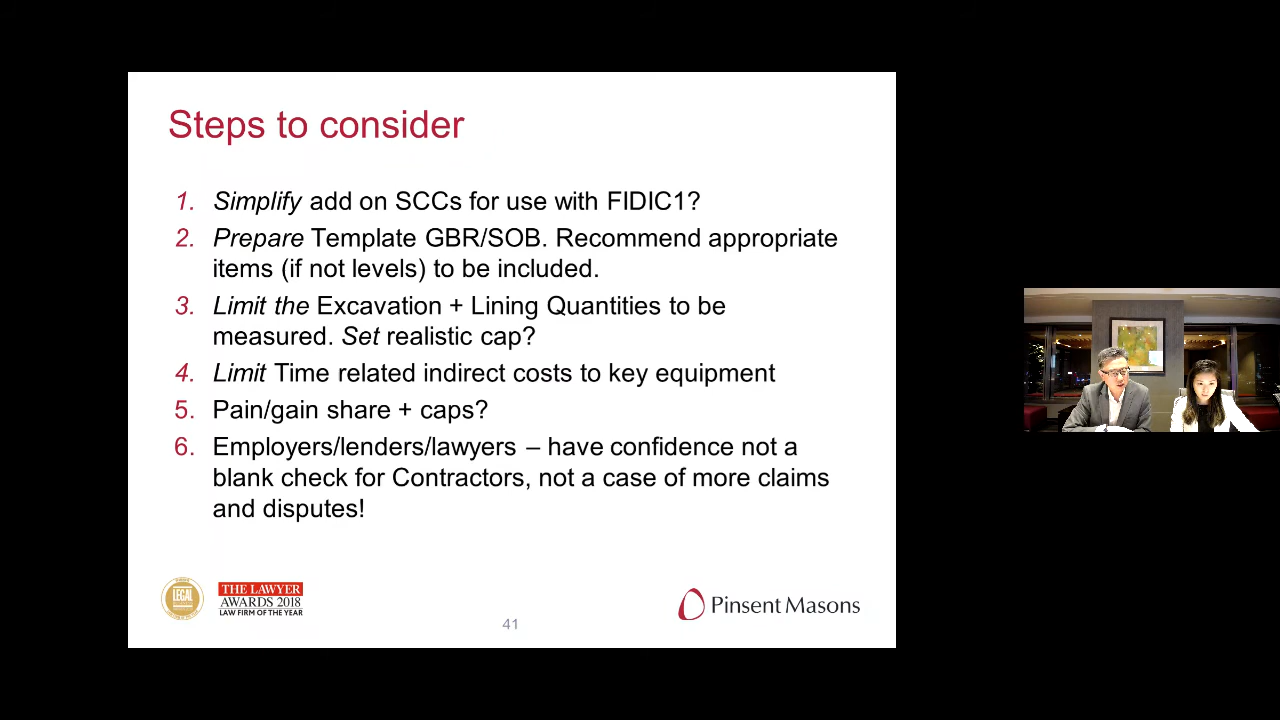 Steps to consider
1. Simplify add on SCCs for use with FIDIC1?
2. Prepare Template GBR/SOB. Recommend appropriate
items (if not levels) to be included.
3. Limit the Excavation + Lining Quantities to be
measured. Set realistic cap?
4. Limit Time related indirect costs to key equipment
5. Pain/gain share + caps?
6. Employers/lenders/lawyers – have confidence not a
blank check for Contractors, not a case of more claims
and disputes!
LEGAL
THE LAWYER
AWARDS 2018
LAW FIRM OF THE YEAR
Pinsent Masons
41